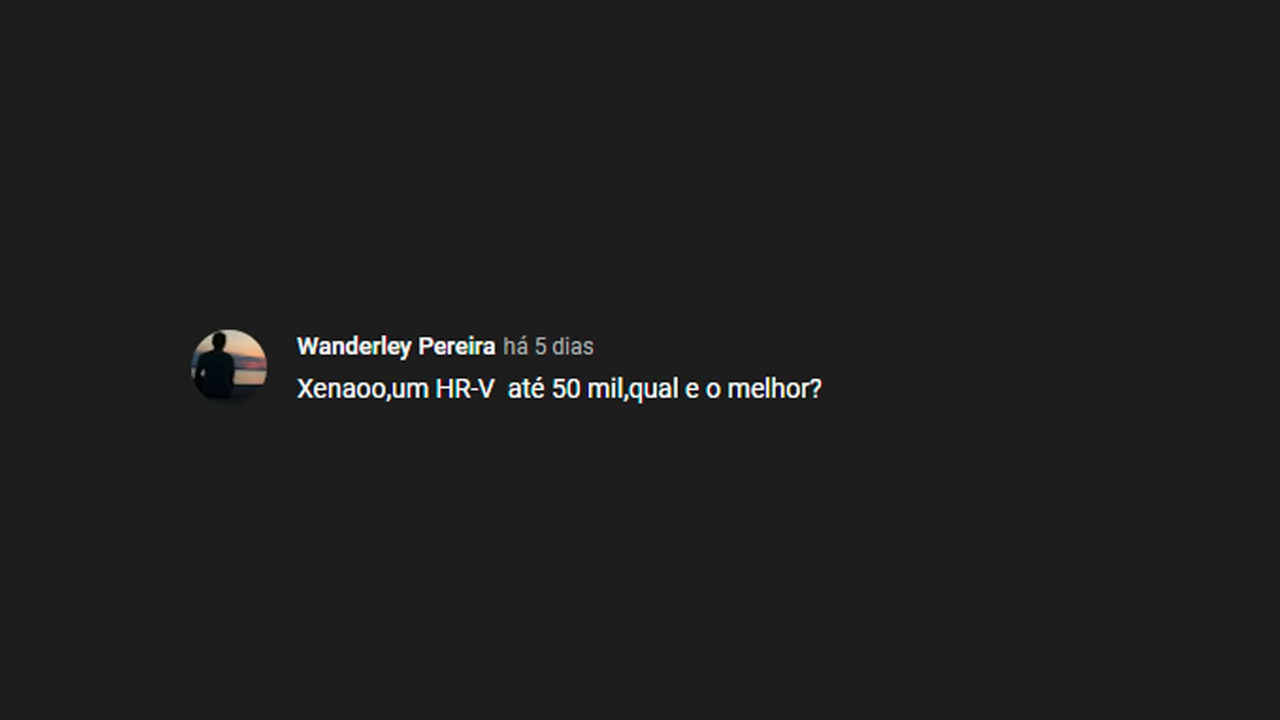 Wanderley Pereira há 5 dias
Xenaoo,um HR-V  até 50 mil,qual e o melhor?